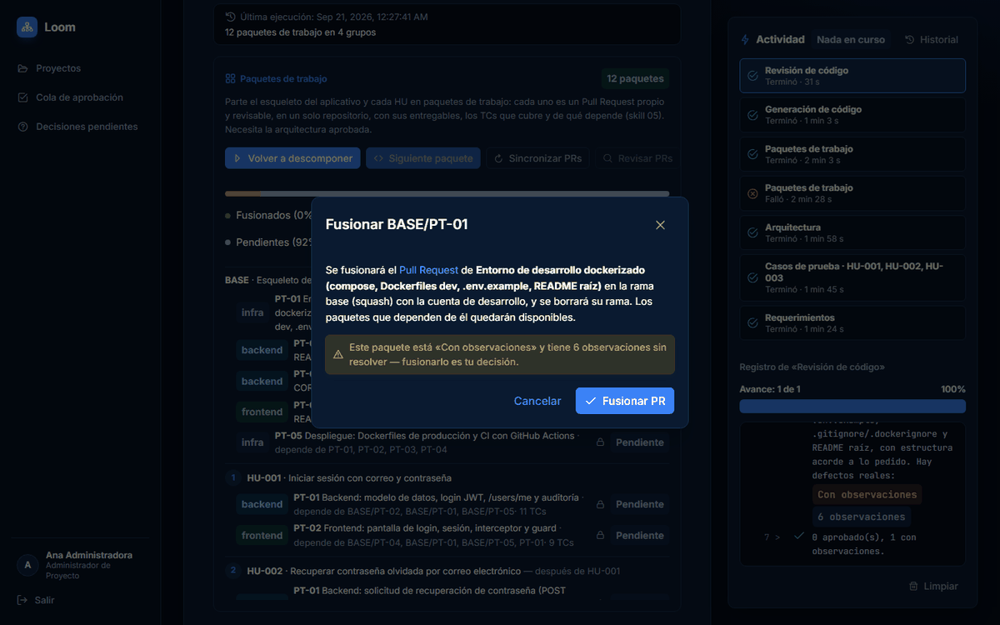 Loom
Proyectos
Cola de aprobación
Decisiones pendientes
A
Ana Administradora
Administrador de
Proyecto
Salir
Última ejecución: Sep 21, 2026, 12:27:41 AM
12 paquetes de trabajo en 4 grupos
Paquetes de trabajo
12 paquetes
Parte el esqueleto del aplicativo y cada HU en paquetes de trabajo: cada uno es un Pull Request propio
y revisable, en un solo repositorio, con sus entregables, los TCs que cubre y de qué depende (skill 05).
Necesita la arquitectura aprobada.
Volver a descomponer
Siguiente paquete
Sincronizar PRs
Revisar PRs
Fusionados (0%
Pendientes (92%
BASE · Esqueleto de
infra
PT-01
dockeriz
dev, .env
backend
REA
backend
COR
frontend
REA
infra
PT-05 Despliegue: Dockerfiles de producción y CI con GitHub Actions ·
depende de PT-01, PT-02, PT-03, PT-04
Pendiente
1
HU-001 · Iniciar sesión con correo y contraseña
backend
PT-01 Backend: modelo de datos, login JWT, /users/me y auditoría ·
depende de BASE/PT-02, BASE/PT-01, BASE/PT-05· 11 TCs
Pendiente
frontend
PT-02 Frontend: pantalla de login, sesión, interceptor y guard ·
depende de BASE/PT-04, BASE/PT-01, BASE/PT-05, PT-01· 9 TCs
Pendiente
2
HU-002 · Recuperar contraseña olvidada por correo electrónico — después de HU-001
PT-01 Backend: solicitud de recuperación de contraseña (POST
Fusionar BASE/PT-01
Se fusionará el Pull Request de Entorno de desarrollo dockerizado
(compose, Dockerfiles dev, .env.example, README raíz) en la rama
base (squash) con la cuenta de desarrollo, y se borrará su rama. Los
paquetes que dependen de él quedarán disponibles.
Este paquete está «Con observaciones» y tiene 6 observaciones sin
resolver — fusionarlo es tu decisión.
Cancelar
Fusionar PR
Actividad
Nada en curso
Historial
Revisión de código
Terminó · 31 s
Generación de código
Terminó · 1 min 3 s
Paquetes de trabajo
Terminó · 2 min 3 s
Paquetes de trabajo
Falló · 2 min 28 s
Arquitectura
Terminó · 1 min 58 s
Casos de prueba · HU-001, HU-002, HU-
003
Terminó · 1 min 45 s
Requerimientos
Terminó · 1 min 24 s
Registro de «Revisión de código»
Avance: 1 de 1
100%
.gitignore/.dockerignore y
README raíz, con estructura
acorde a lo pedido. Hay
defectos reales:
Con observaciones
6 observaciones
7 >
0 aprobado(s), 1 con
observaciones.
Limpiar